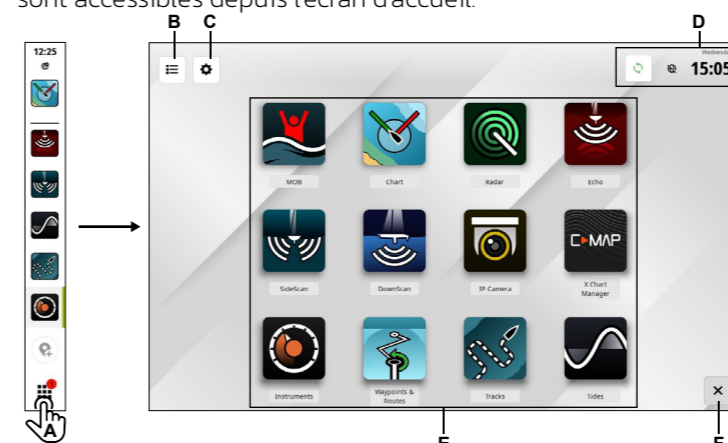 sont accessibles depuis l'écran d'accueil.
B C D
12:25
Wednesday
15:05
MOB Chart Radar Echo
C-MAP
SideScan DownScan IP Camera X Chart
Manager
Instruments Waypoints &
Routes Tracks Tides
A
E